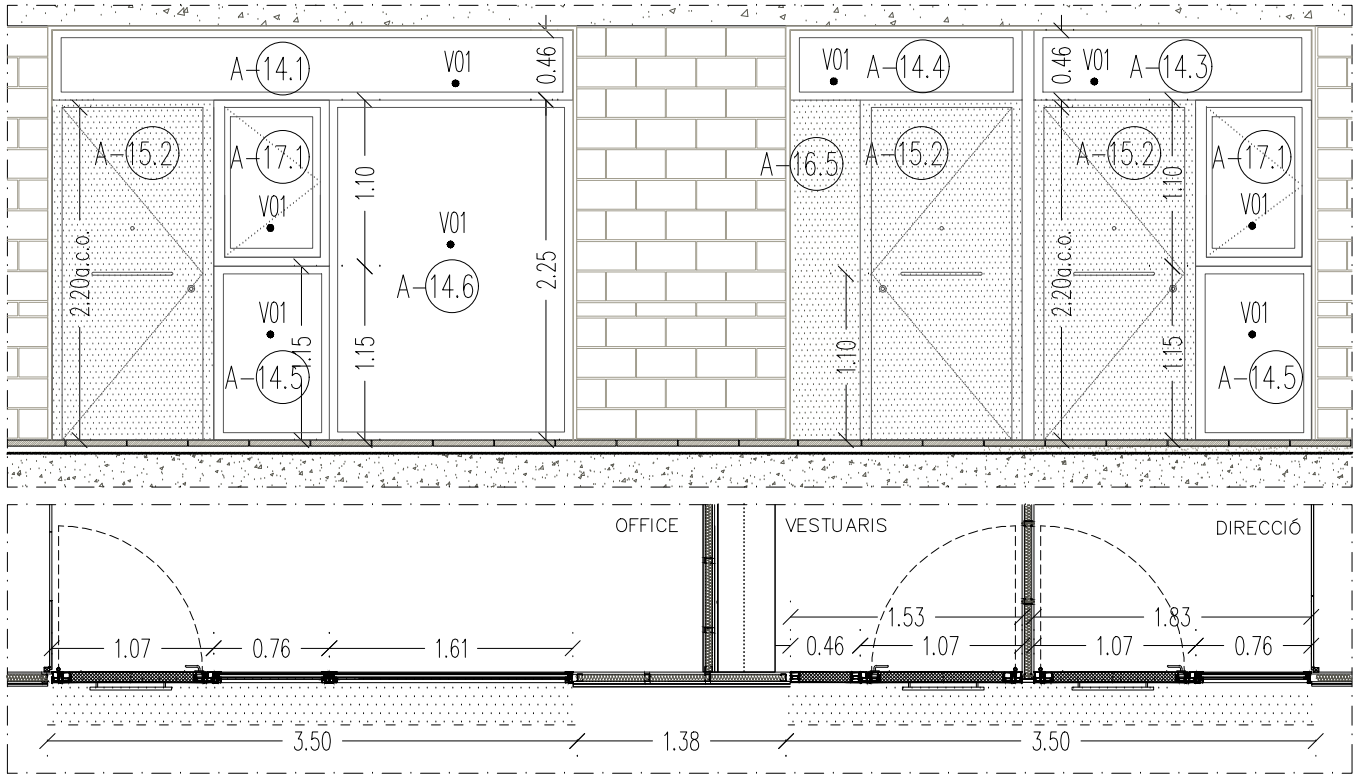 A-14.1
V01
0.46
V01
A-14.4
V01
A-14.3
0.46
A-15.2
A-17.1
1.10
A-16.5
A-15.2
A-15.2
1.10
A-17.1
V01
V01
V01
2.20a.c.o.
A-14.6
2.25
2.20a.c.o.
V01
1.15
1.15
1.10
1.15
V01
A-14.5
A-14.5
OFFICE
VESTUARIS
DIRECCIÓ
1.53
1.83
1.07
0.76
1.61
0.46
1.07
1.07
0.76
3.50
1.38
3.50